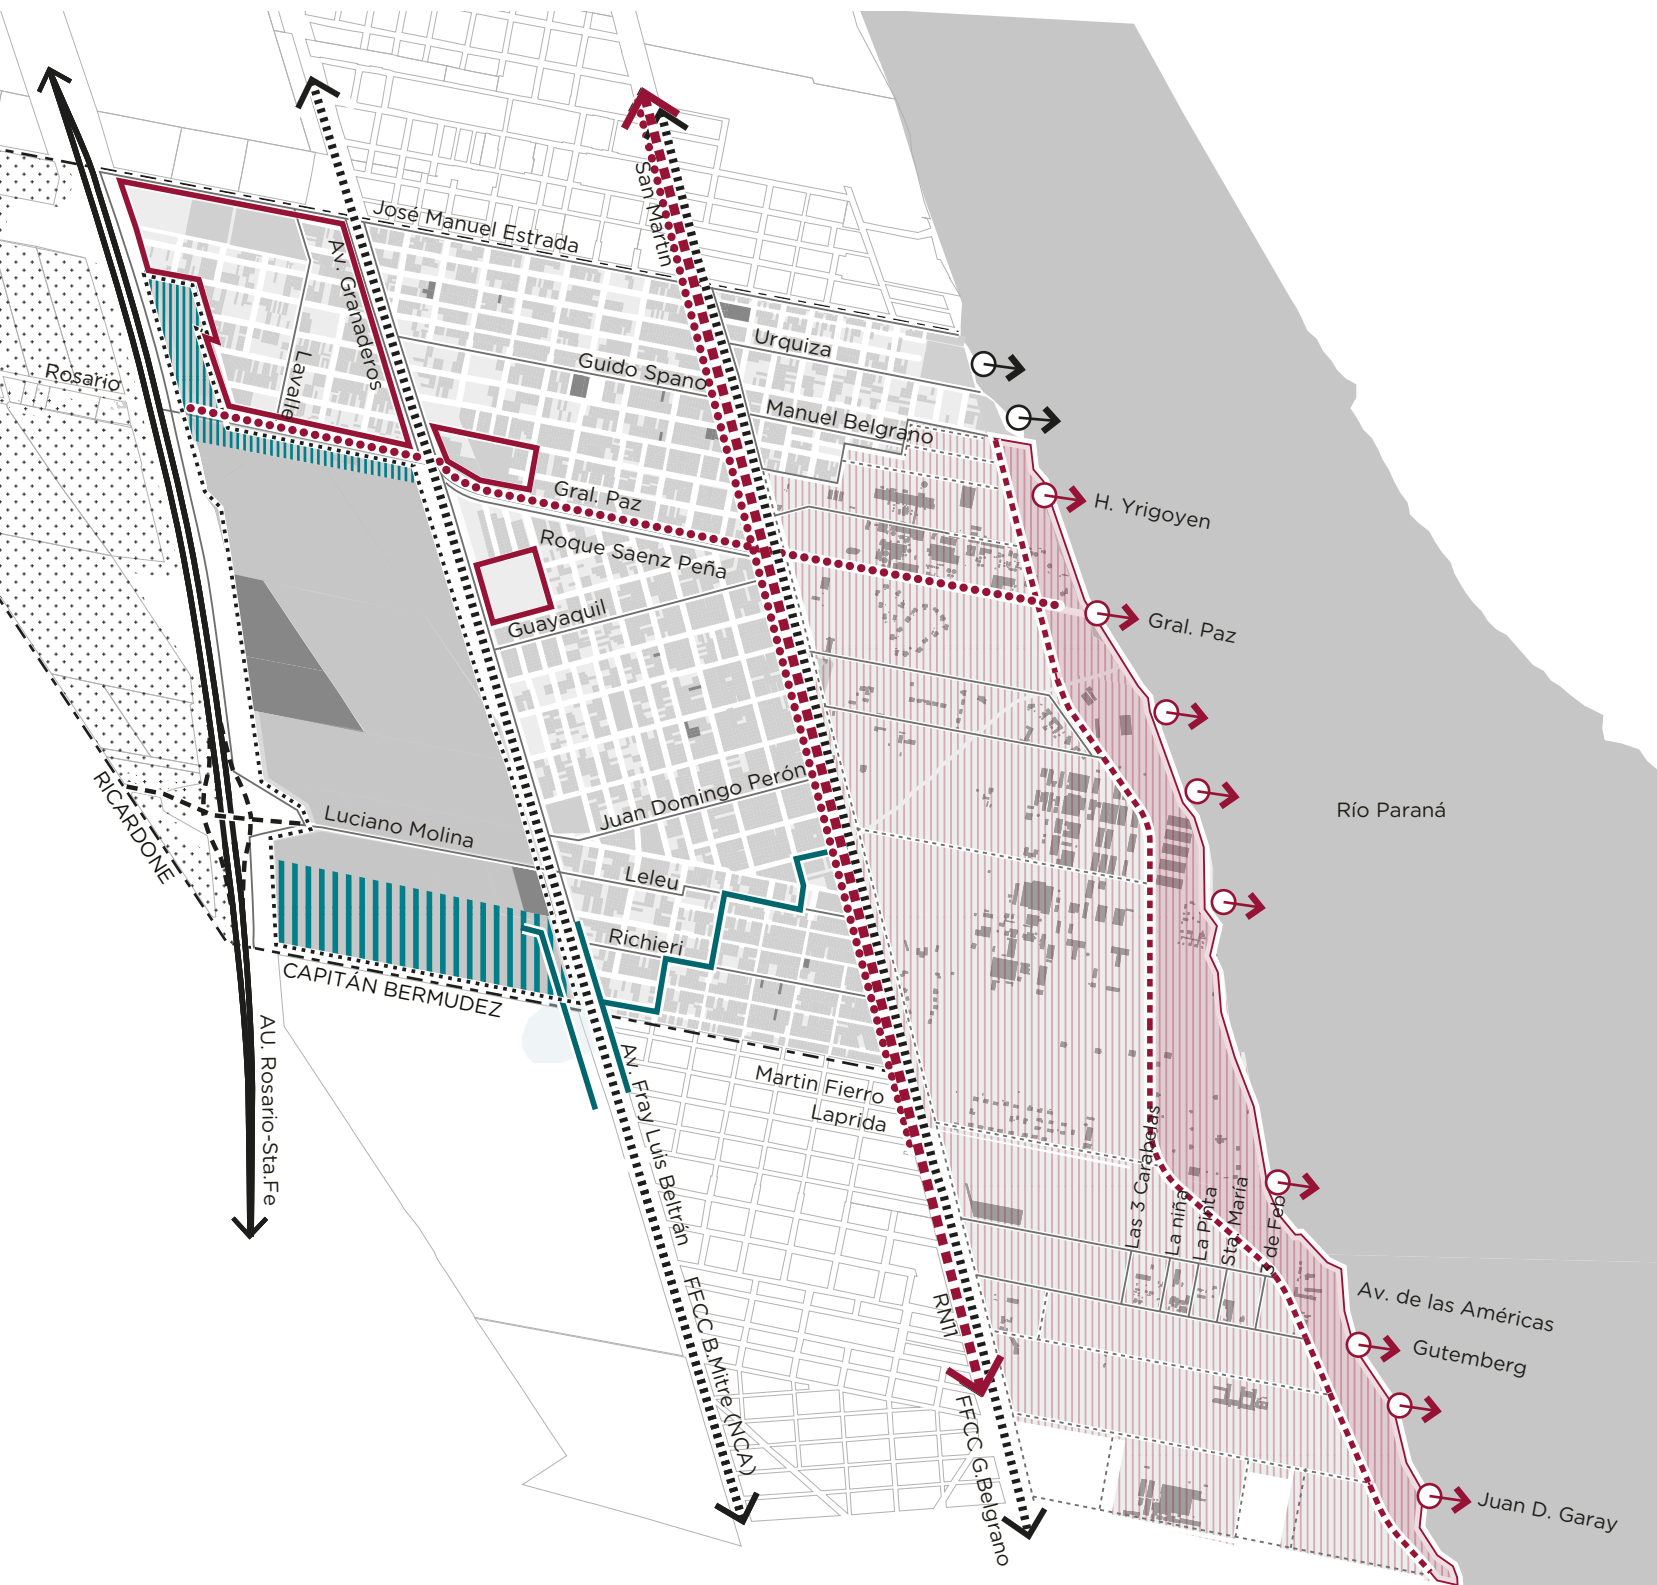 San Martin
José Manuel Estrada
Av. Granaderos
Urquiza
Guido Spano
Lavalle
Rosario
Manuel Belgrano
H. Yrigoyen
Gral. Paz
Roque Saenz Peña
Guayaquil
Gral. Paz
Juan Domingo Perón
Río Paraná
RICARDONE
Luciano Molina
Leleu
Richieri
CAPITÁN BERMUDEZ
AU. Rosario-Sta.Fe
Av. Fray Luis Beltrán
Martin Fierro
Laprida
Las 3 Carabelas
La niña
La Pinta
Sta. Maria
de Feb
Av. de las Américas
RN11
FFCC B.Mitre (NCA)
Gutemberg
FFCC G.Belgrano
Juan D. Garay